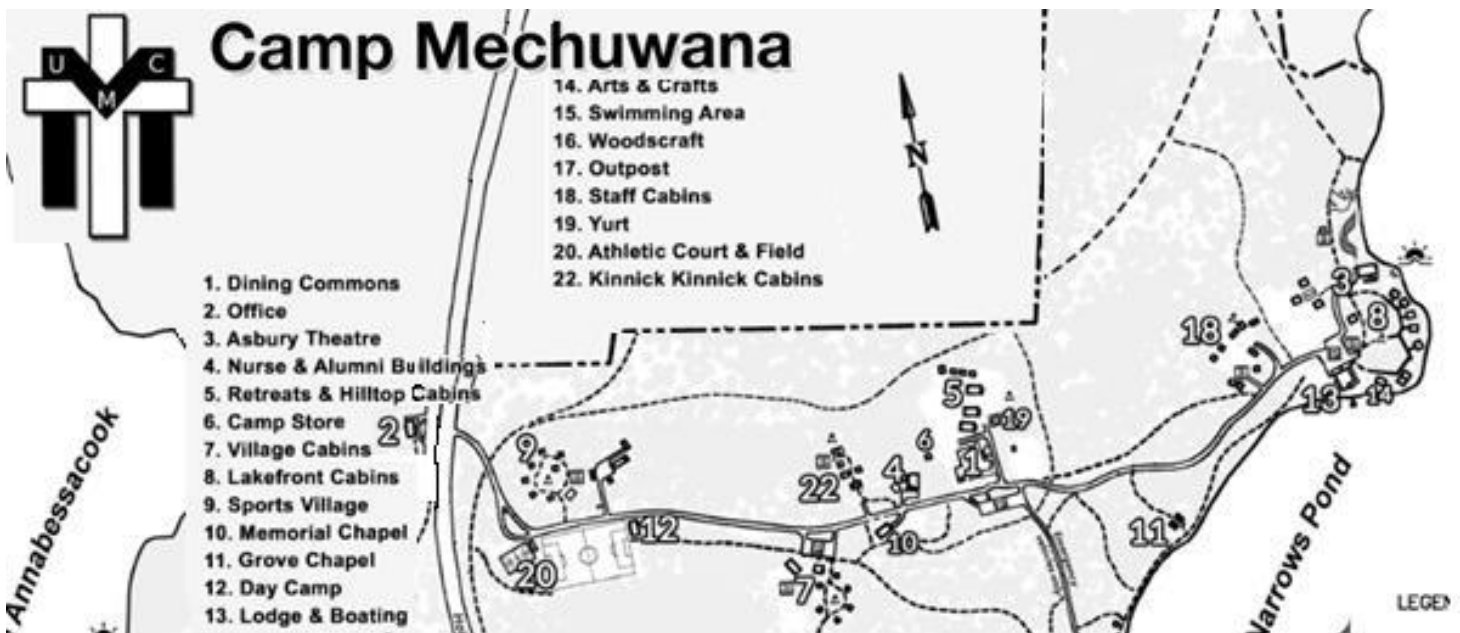 U C
M
Camp Mechuwana
14. Arts & Crafts
15. Swimming Area
16. Woodscraft
17. Outpost
18. Staff Cabins
19. Yurt
20. Athletic Court & Field
22. Kinnick Kinnick Cabins
N
1. Dining Commons
2. Office
3. Asbury Theatre
4. Nurse & Alumni Buildings
5. Retreats & Hilltop Cabins
6. Camp Store
7. Village Cabins
8. Lakefront Cabins
9. Sports Village
10. Memorial Chapel
11. Grove Chapel
12. Day Camp
13. Lodge & Boating
Annabessacook
3
8
18
5
19
13
14
2
9
6
1
4
22
12
10
11
20
7
Narrows Pond
LEGEN